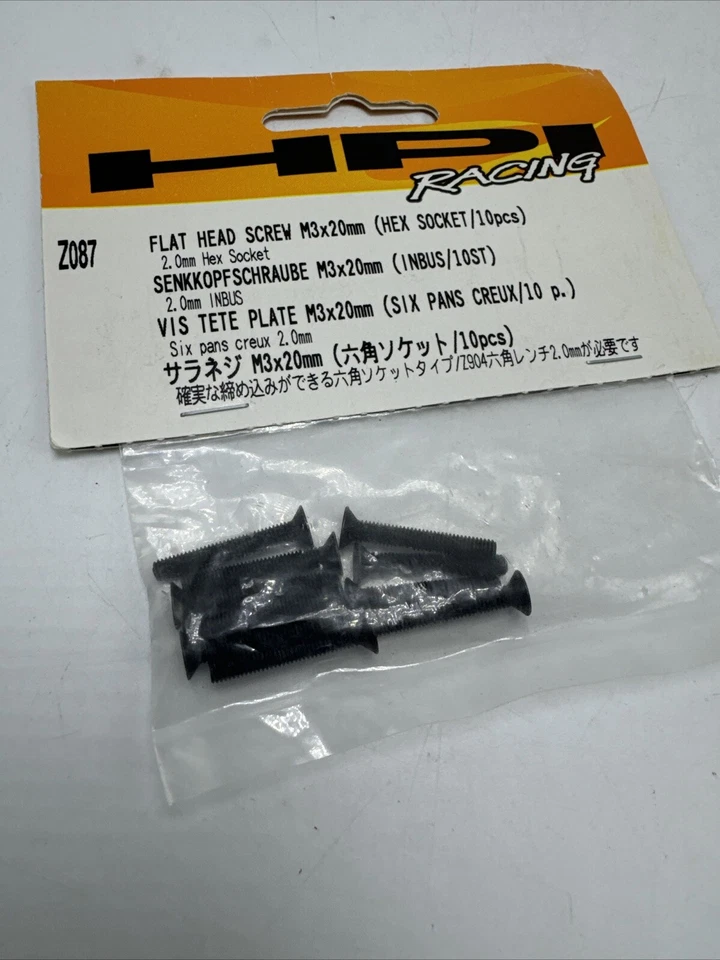 HPI
RACING
Z087
FLAT HEAD SCREW M3x20mm (HEX SOCKET/10pcs)
2.0mm Hex Socket
SENKKOPFSCHRAUBE M3x20mm (INBUS/10ST)
2.0mm INBUS
VIS TETE PLATE M3x20mm (SIX PANS CREUX/10 p.)
Six pans creux 2.0mm
サラネジ M3x20mm (六角ソケット/10pcs)
確実な締め込みができる六角ソケットタイプ/Z904六角レンチ2.0mmが必要です